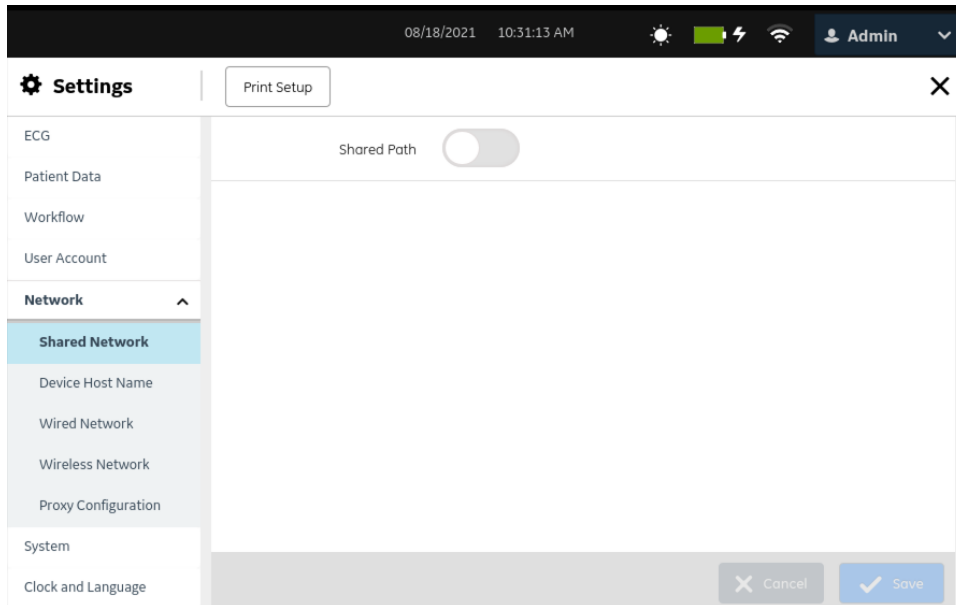 08/18/2021 10:31:13 AM Admin
Settings Print Setup
ECG
Shared Path
Patient Data
Workflow
User Account
Network
Shared Network
Device Host Name
Wired Network
Wireless Network
Proxy Configuration
System
Clock and Language
Cancel Save